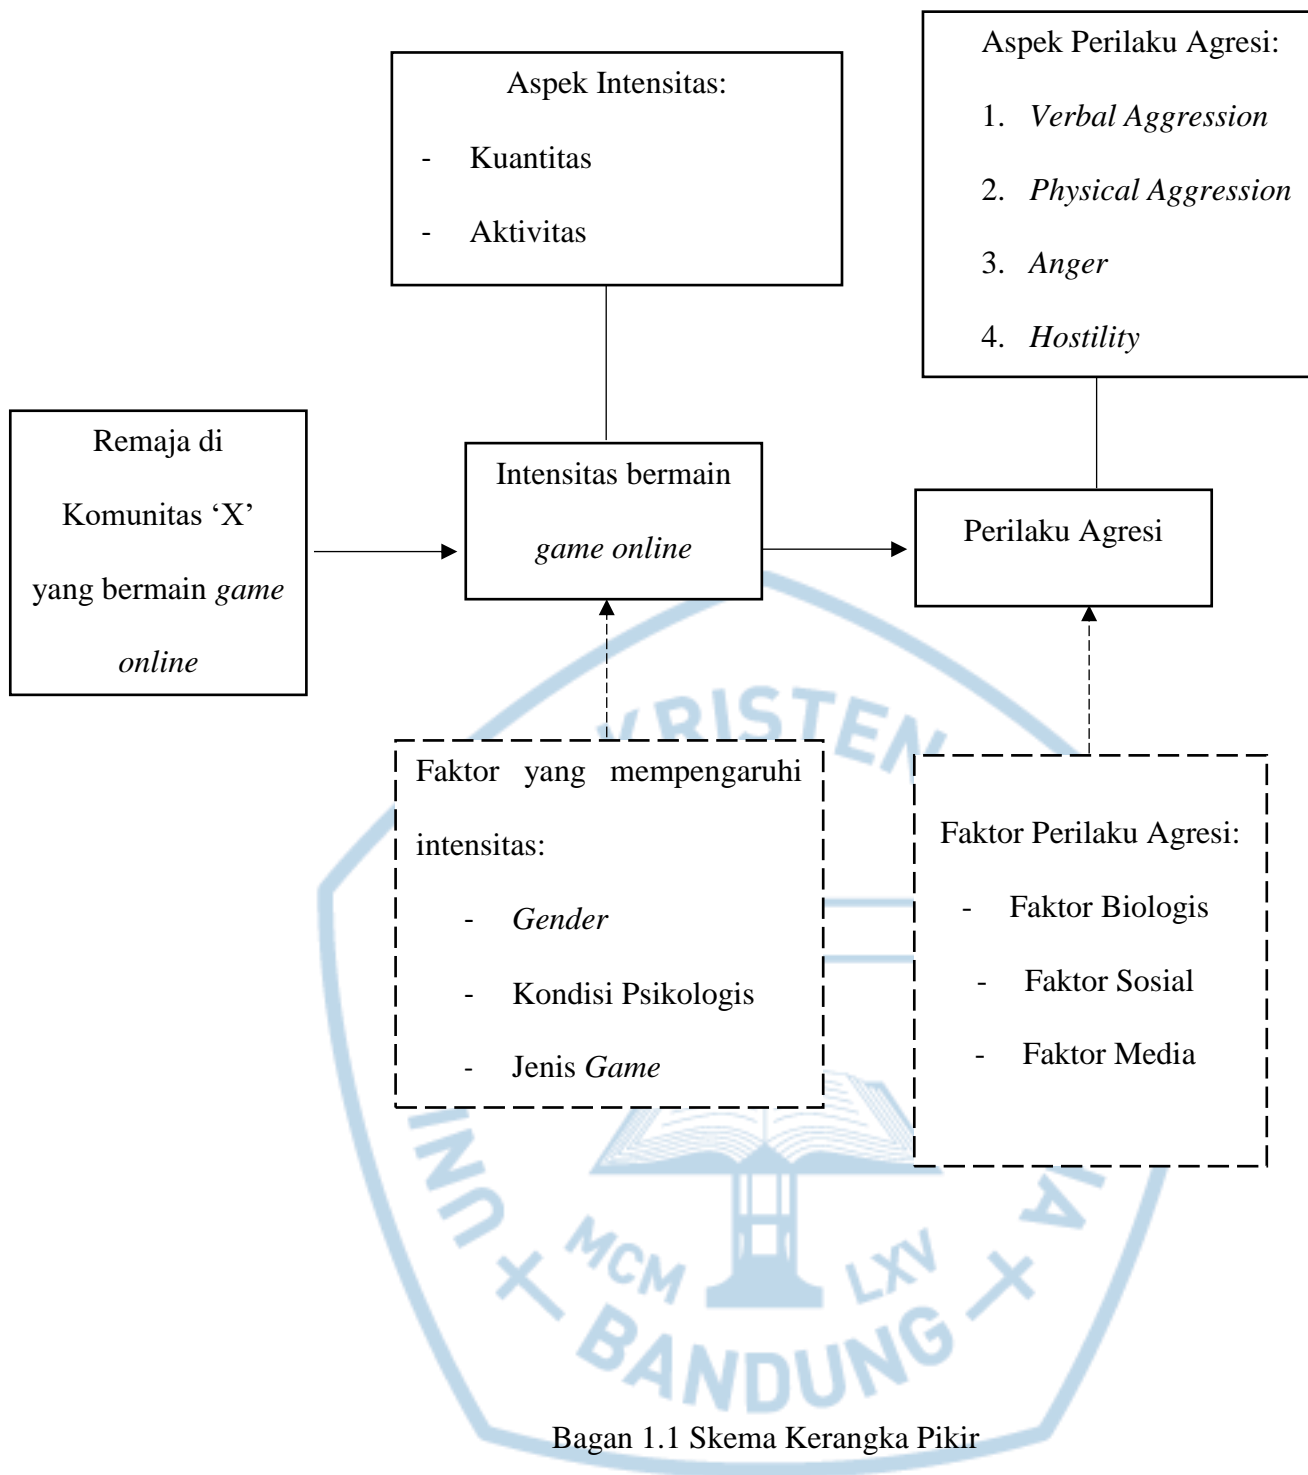 Aspek Intensitas:
- Kuantitas
- Aktivitas
Aspek Perilaku Agresi:
1. Verbal Aggression
2. Physical Aggression
3. Anger
4. Hostility
Remaja di
Komunitas ‘X’
yang bermain game
online
Intensitas bermain
game online
Perilaku Agresi
Faktor yang mempengaruhi
intensitas:
- Gender
- Kondisi Psikologis
- Jenis Game
Faktor Perilaku Agresi:
- Faktor Biologis
- Faktor Sosial
- Faktor Media
KRISTEN
UNI
IA
MCM
LXV
BANDUNG
Bagan 1.1 Skema Kerangka Pikir